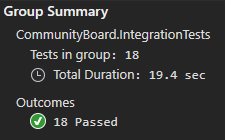 Group Summary
CommunityBoard.IntegrationTests
Tests in group: 18
Total Duration: 19.4 sec
Outcomes
18 Passed